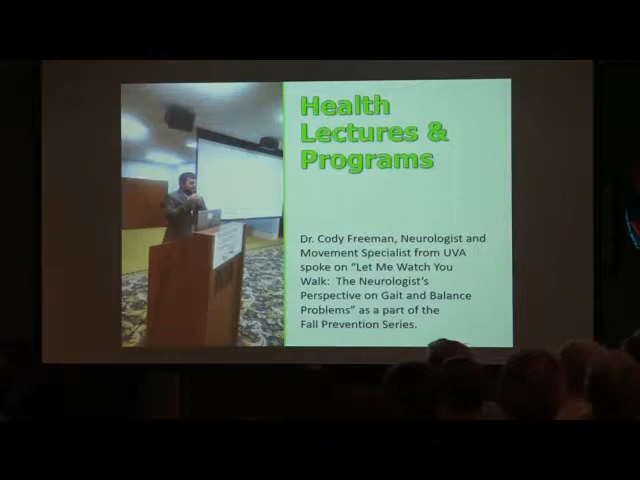 Health
Lectures &
Programs
Dr. Cody Freeman, Neurologist and
Movement Specialist from UVA
spoke on “Let Me Watch You
Walk:  The Neurologist’s
Perspective on Gait and Balance
Problems” as a part of the
Fall Prevention Series.